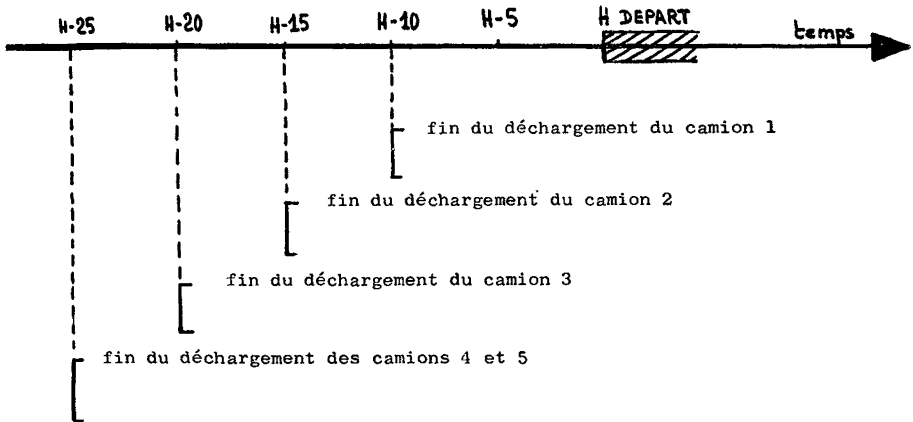 H-25 H-20 H-15 H-10 H-5 H DEPART
temps
fin du déchargement du camion 1
fin du déchargement du camion 2
fin du déchargement du camion 3
fin du déchargement des camions 4 et 5